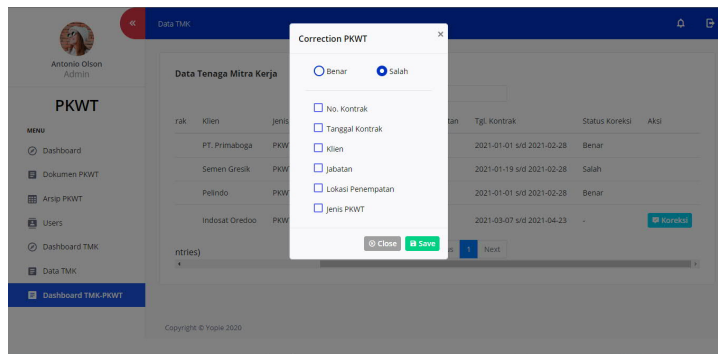 «
Data TMK
Antonio Olson
Admin
PKWT
MENU
Dashboard
Dokumen PKWT
Arsip PKWT
Users
Dashboard TMK
Data TMK
Dashboard TMK-PKWT
Correction PKWT
×
Benar
Salah
No. Kontrak
Tanggal Kontrak
Klien
Jabatan
Lokasi Penempatan
Jenis PKWT
Close
Save
Data Tenaga Mitra Kerja
rak Klien Jenis tan Tgl. Kontrak Status Koreksi Aksi
PT. Primaboga PKW 2021-01-01 s/d 2021-02-28 Benar
Semen Gresik PKW 2021-01-19 s/d 2021-02-28 Salah
Pelindo PKW 2021-01-01 s/d 2021-02-28 Benar
Indosat Oredoo PKW 2021-03-07 s/d 2021-04-23 - Koreksi
ntries) us 1 Next
Copyright © Yopie 2020